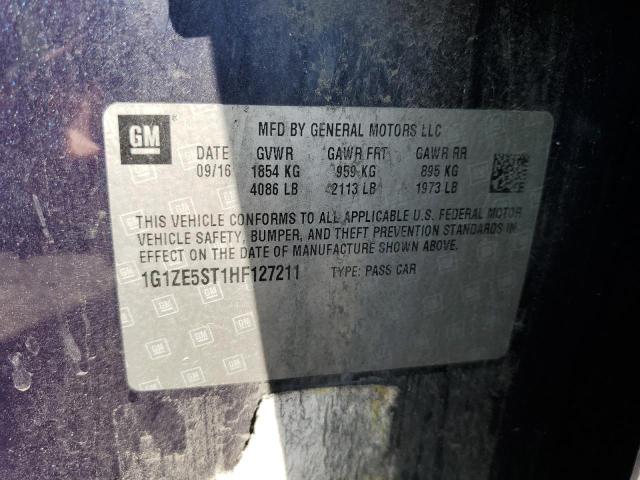 GM
MFD BY GENERAL MOTORS LLC
DATE GVWR GAWR FRT GAWR RR
09/16 1854 KG 959 KG 895 KG
4086 LB 2113 LB 1973 LB
THIS VEHICLE CONFORMS TO ALL APPLICABLE U.S. FEDERAL MOTOR
VEHICLE SAFETY, BUMPER, AND THEFT PREVENTION STANDARDS IN
EFFECT ON THE DATE OF MANUFACTURE SHOWN ABOVE.
1G1ZE5ST1HF127211 TYPE: PASS CAR